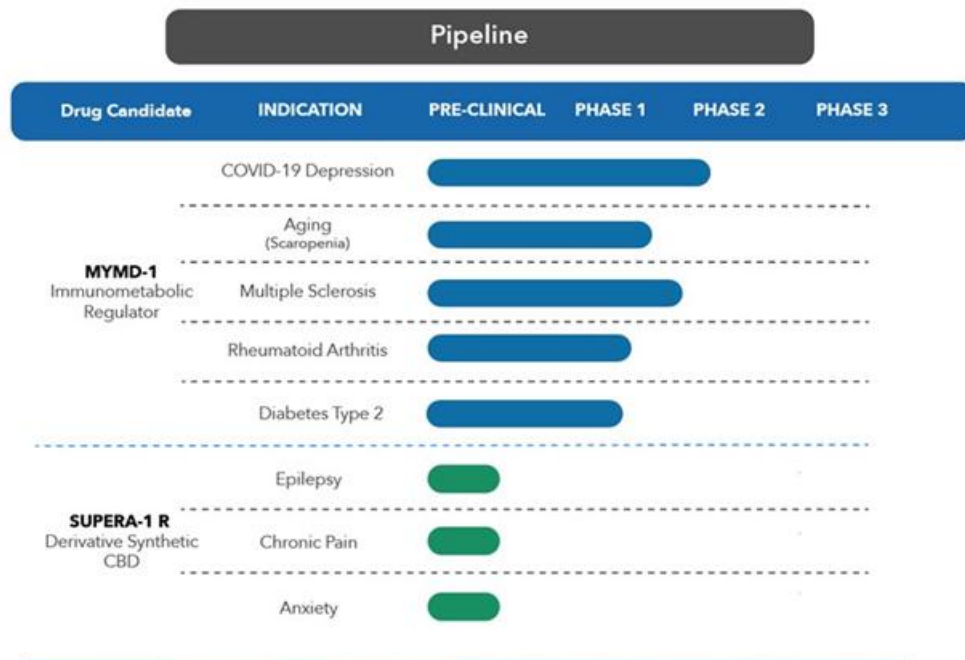 Pipeline
Drug Candidate INDICATION PRE-CLINICAL PHASE 1 PHASE 2 PHASE 3
COVID-19 Depression
Aging
(Scaropenia)
MYMD-1
Immunometabolic
Regulator
Multiple Sclerosis
Rheumatoid Arthritis
Diabetes Type 2
Epilepsy
SUPERA-1 R
Derivative Synthetic
CBD
Chronic Pain
Anxiety